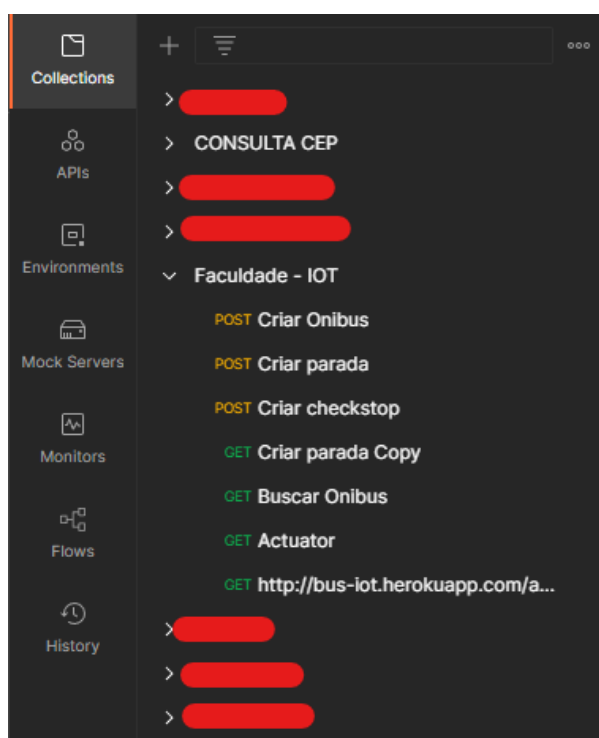 Collections
APIs
Environments
Mock Servers
Monitors
Flows
History
CONSULTA CEP
Faculdade - IOT
POST Criar Onibus
POST Criar parada
POST Criar checkstop
GET Criar parada Copy
GET Buscar Onibus
GET Actuator
GET http://bus-iot.herokuapp.com/a...